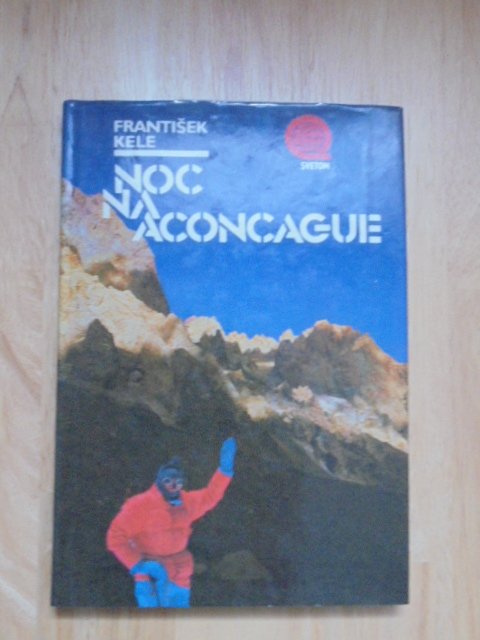 FRANTIŠEK
KELE
NOC
NA
ACONCAGUE
SVETOM